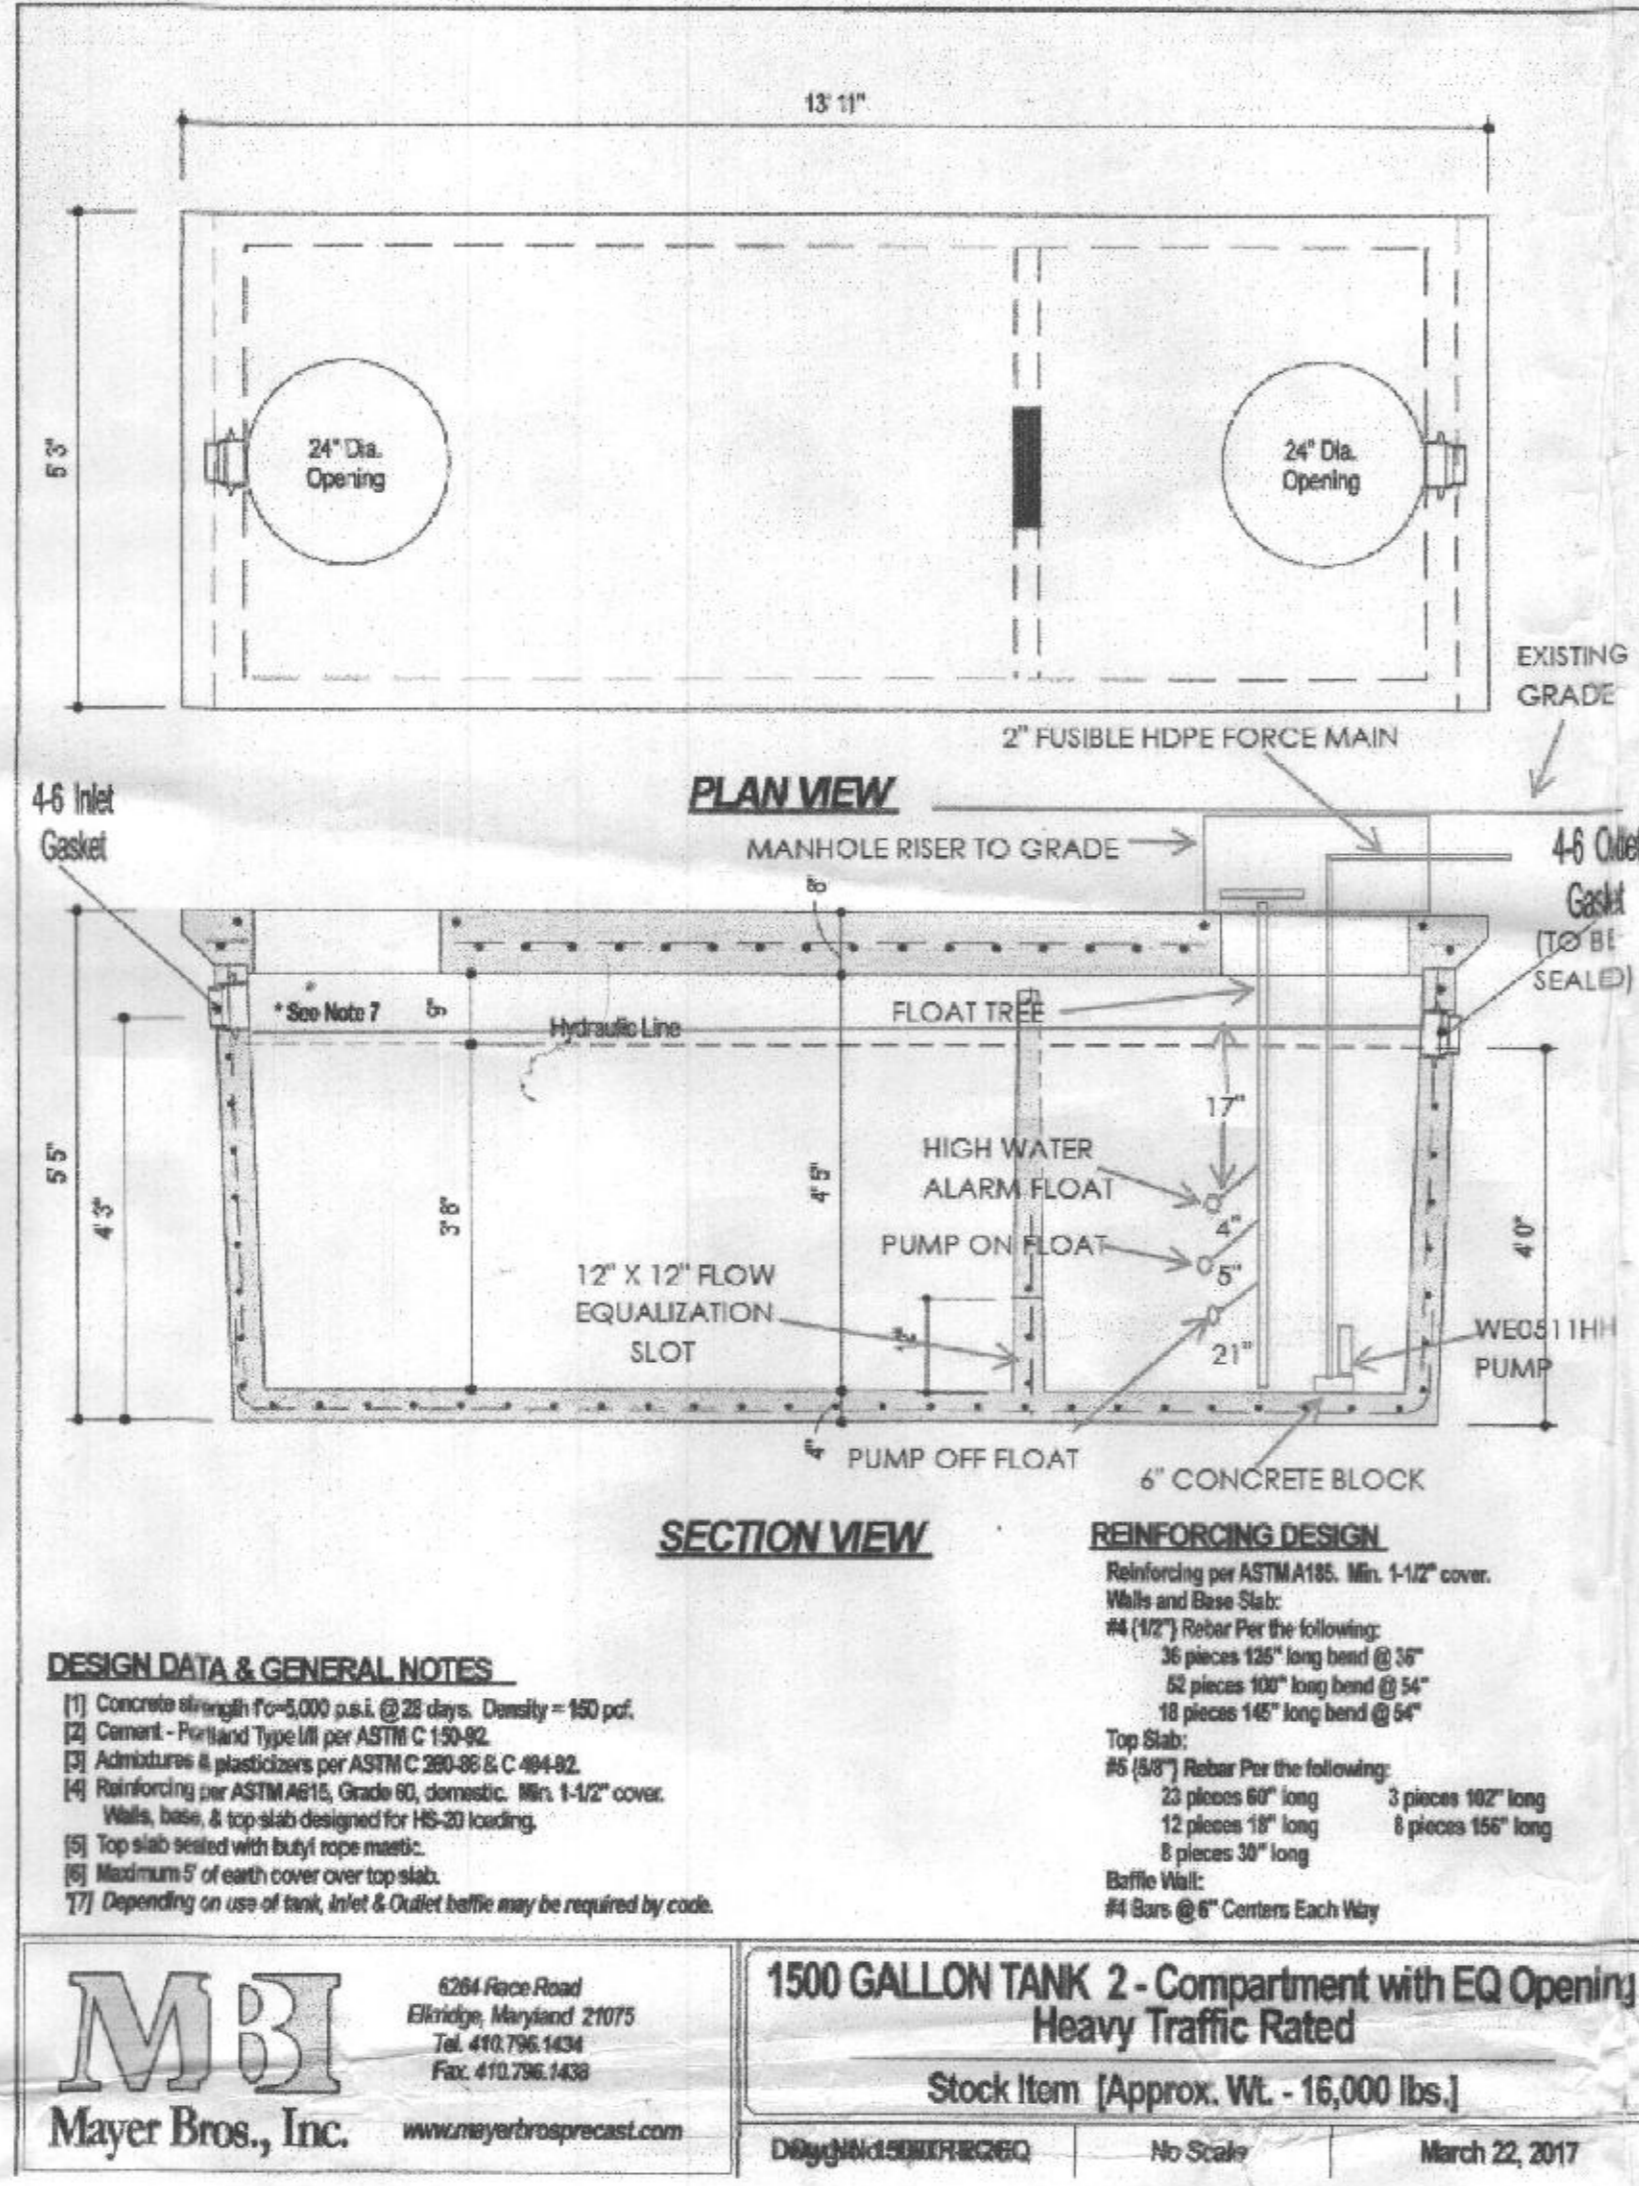 13' 11"
5'3"
24" Dia.
Opening
24" Dia.
Opening
EXISTING
GRADE
2" FUSIBLE HDPE FORCE MAIN
PLAN VIEW
4-6 Inlet
Gasket
MANHOLE RISER TO GRADE
4-6 Outlet
Gasket
(TO BE
SEALED)
8"
* See Note 7
9"
Hydraulic Line
FLOAT TREE
17"
HIGH WATER
ALARM FLOAT
4"
PUMP ON FLOAT
5"
5'5"
4'3"
3'8"
4'5"
4'0"
12" X 12" FLOW
EQUALIZATION
SLOT
12"
21"
WE0511HH
PUMP
4"
PUMP OFF FLOAT
6" CONCRETE BLOCK
SECTION VIEW
REINFORCING DESIGN
Reinforcing per ASTM A185. Min. 1-1/2" cover.
Walls and Base Slab:
#4 (1/2") Rebar Per the following:
36 pieces 125" long bend @ 36"
52 pieces 100" long bend @ 54"
18 pieces 145" long bend @ 54"
Top Slab:
#5 (5/8") Rebar Per the following:
23 pieces 60" long 3 pieces 102" long
12 pieces 18" long 8 pieces 156" long
8 pieces 30" long
Baffle Wall:
#4 Bars @ 6" Centers Each Way
DESIGN DATA & GENERAL NOTES
[1] Concrete strength f'c=5,000 p.s.i. @ 28 days. Density = 150 pcf.
[2] Cement - Portland Type I/II per ASTM C 150-92.
[3] Admixtures & plasticizers per ASTM C 260-86 & C 494-92.
[4] Reinforcing per ASTM A615, Grade 60, domestic. Min. 1-1/2" cover.
Walls, base, & top slab designed for HS-20 loading.
[5] Top slab sealed with butyl rope mastic.
[6] Maximum 5' of earth cover over top slab.
*[7] Depending on use of tank, Inlet & Outlet baffle may be required by code.
MBI
Mayer Bros., Inc.
6264 Race Road
Elkridge, Maryland 21075
Tel. 410.796.1434
Fax. 410.796.1438
www.mayerbrosprecast.com
1500 GALLON TANK 2 - Compartment with EQ Opening
Heavy Traffic Rated
Stock Item [Approx. Wt. - 16,000 lbs.]
No Scale
March 22, 2017